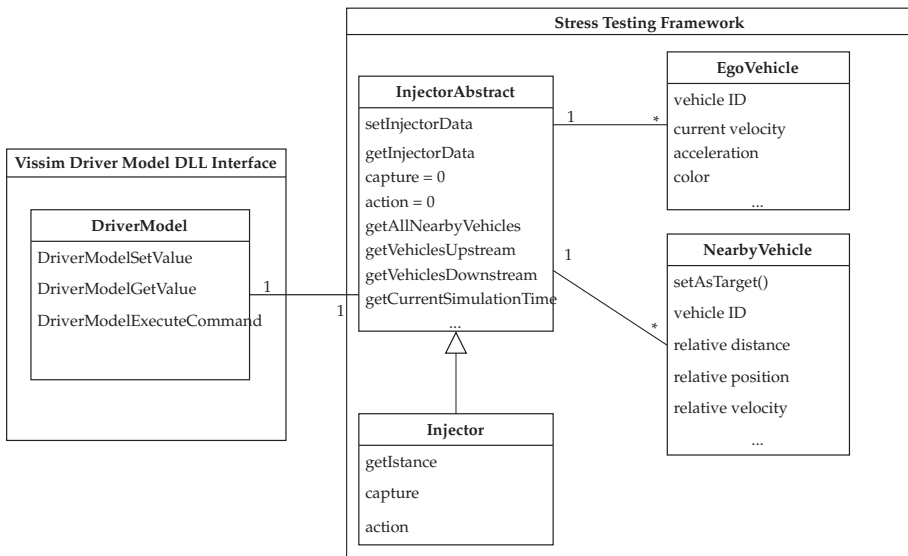 Stress Testing Framework
Vissim Driver Model DLL Interface
DriverModel
DriverModelSetValue
DriverModelGetValue
DriverModelExecuteCommand
1
1
InjectorAbstract
setInjectorData
getInjectorData
capture = 0
action = 0
getAllNearbyVehicles
getVehiclesUpstream
getVehiclesDownstream
getCurrentSimulationTime
...
1
*
1
*
EgoVehicle
vehicle ID
current velocity
acceleration
color
...
NearbyVehicle
setAsTarget()
vehicle ID
relative distance
relative position
relative velocity
...
Injector
getIstance
capture
action